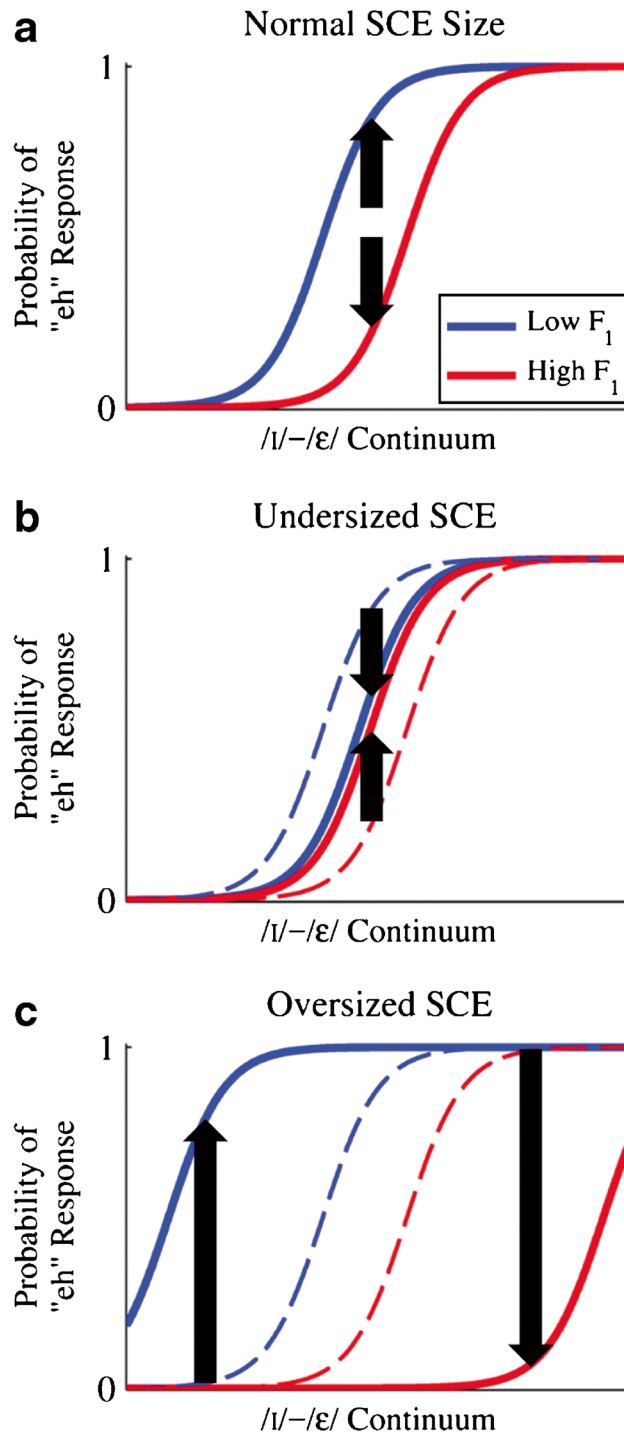 a
Normal SCE Size
1
Probability of
"eh" Response
0
Low F₁
High F₁
/ɪ/−/ɛ/ Continuum
b
Undersized SCE
1
Probability of
"eh" Response
0
/ɪ/−/ɛ/ Continuum
c
Oversized SCE
1
Probability of
"eh" Response
0
/ɪ/−/ɛ/ Continuum